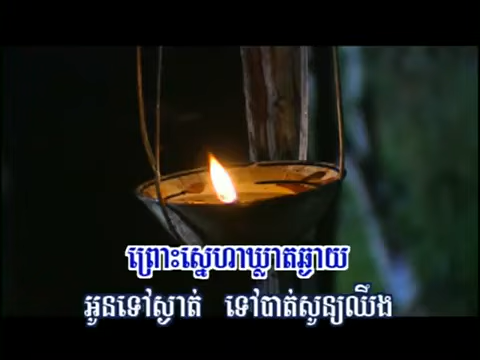 ព្រោះស្នេហាឃ្លាតឆ្ងាយ
អូនទៅស្ងាត់ ទៅបាត់សូន្យឈឹង